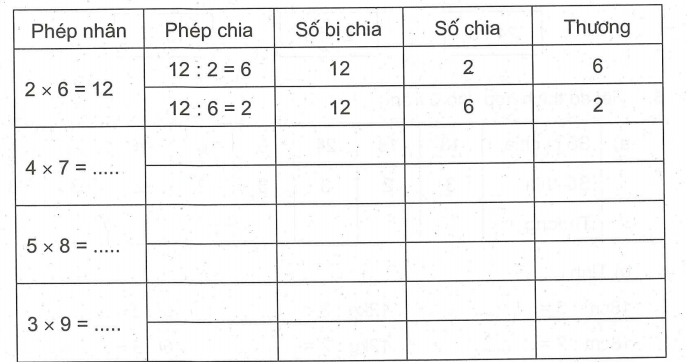 Phép nhân Phép chia Số bị chia Số chia Thương
2 × 6 = 12
12 : 2 = 6 12 2 6
12 : 6 = 2 12 6 2
4 × 7 = .....
5 × 8 = .....
3 × 9 = .....